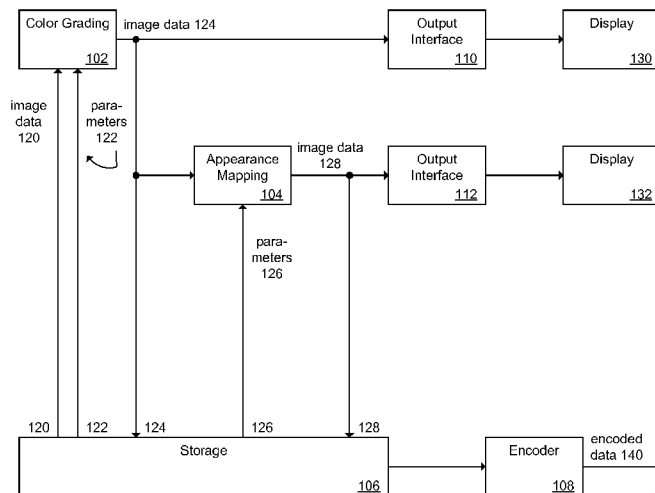 Color Grading
102
image data 124
Output
Interface
110
Display
130
image
data
120
para-
meters
122
Appearance
Mapping
104
image data
128
Output
Interface
112
Display
132
para-
meters
126
120
122
124
126
128
Storage
106
Encoder
108
encoded
data 140